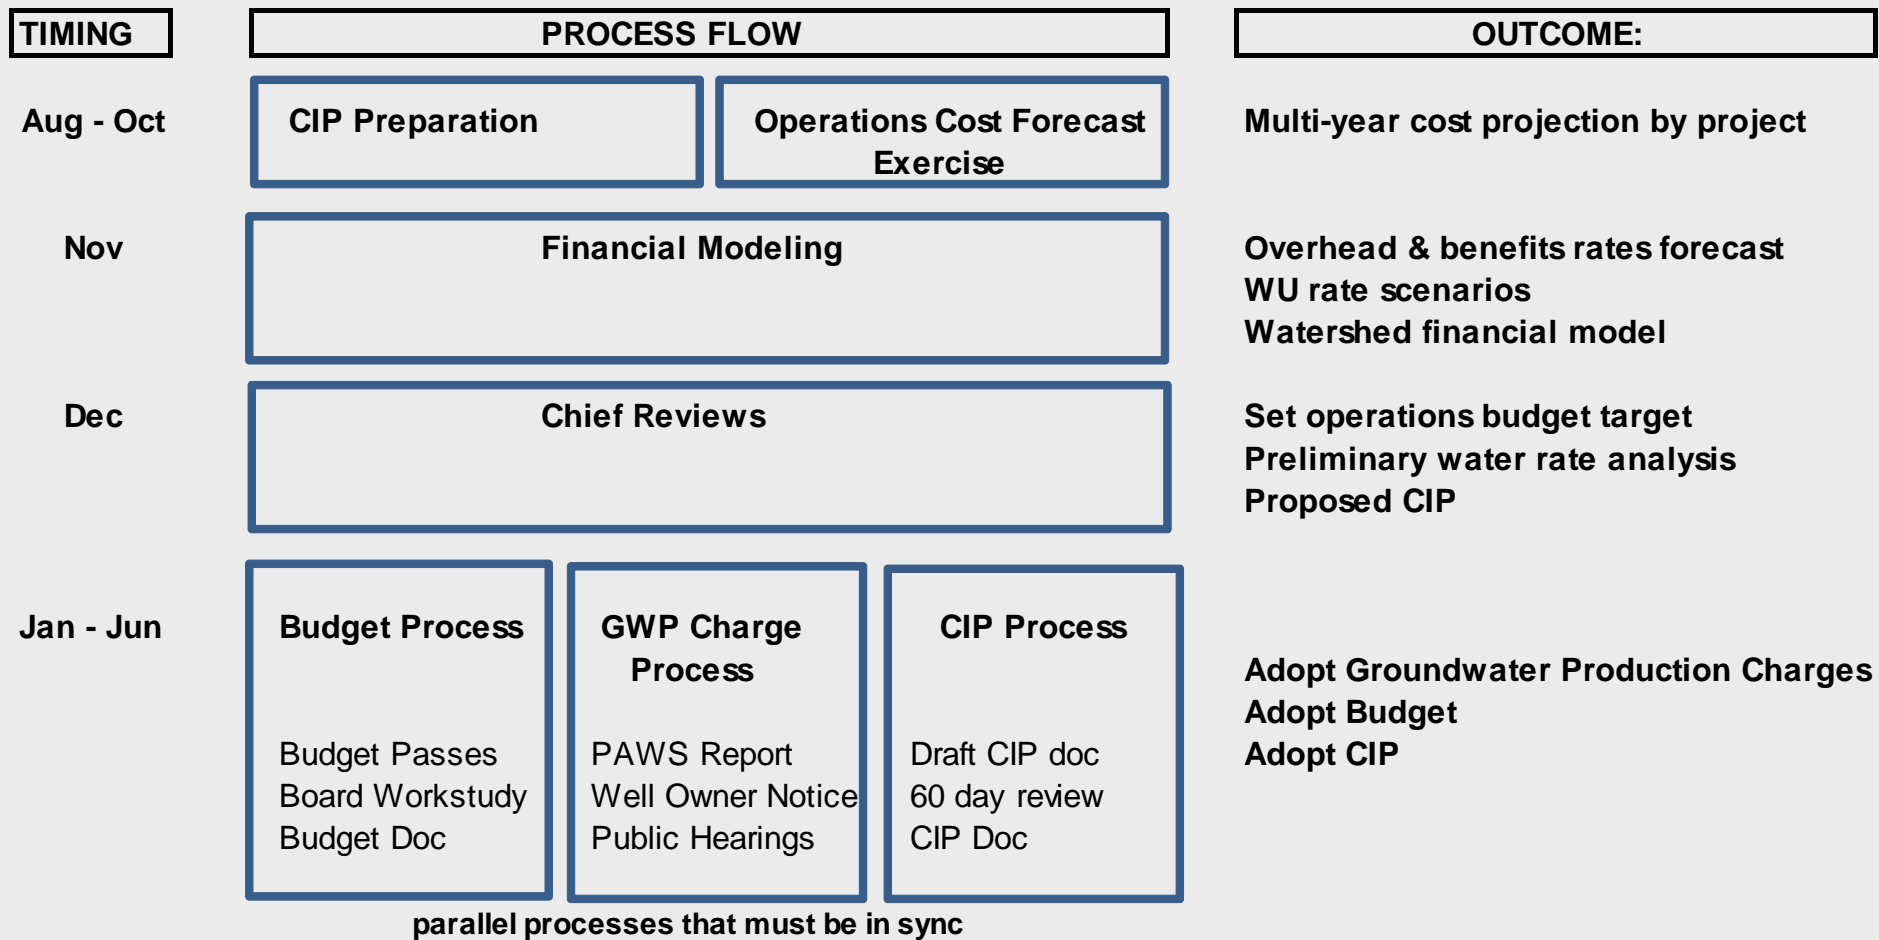 TIMING
PROCESS FLOW
OUTCOME:
Aug - Oct
CIP Preparation
Operations Cost Forecast
Exercise
Multi-year cost projection by project
Nov
Financial Modeling
Overhead & benefits rates forecast
WU rate scenarios
Watershed financial model
Dec
Chief Reviews
Set operations budget target
Preliminary water rate analysis
Proposed CIP
Jan - Jun
Budget Process
Budget Passes
Board Workstudy
Budget Doc
GWP Charge
Process
PAWS Report
Well Owner Notice
Public Hearings
CIP Process
Draft CIP doc
60 day review
CIP Doc
Adopt Groundwater Production Charges
Adopt Budget
Adopt CIP
parallel processes that must be in sync